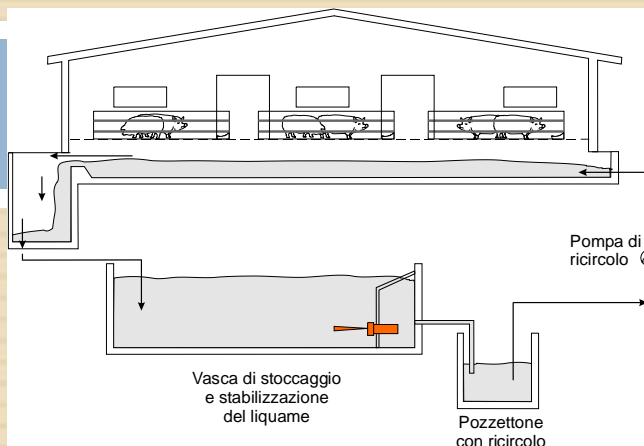 Pompa di
ricircolo
Vasca di stoccaggio
e stabilizzazione
del liquame
Pozzettone
con ricircolo